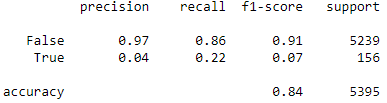 precision recall f1-score support
False 0.97 0.86 0.91 5239
True 0.04 0.22 0.07 156
accuracy 0.84 5395